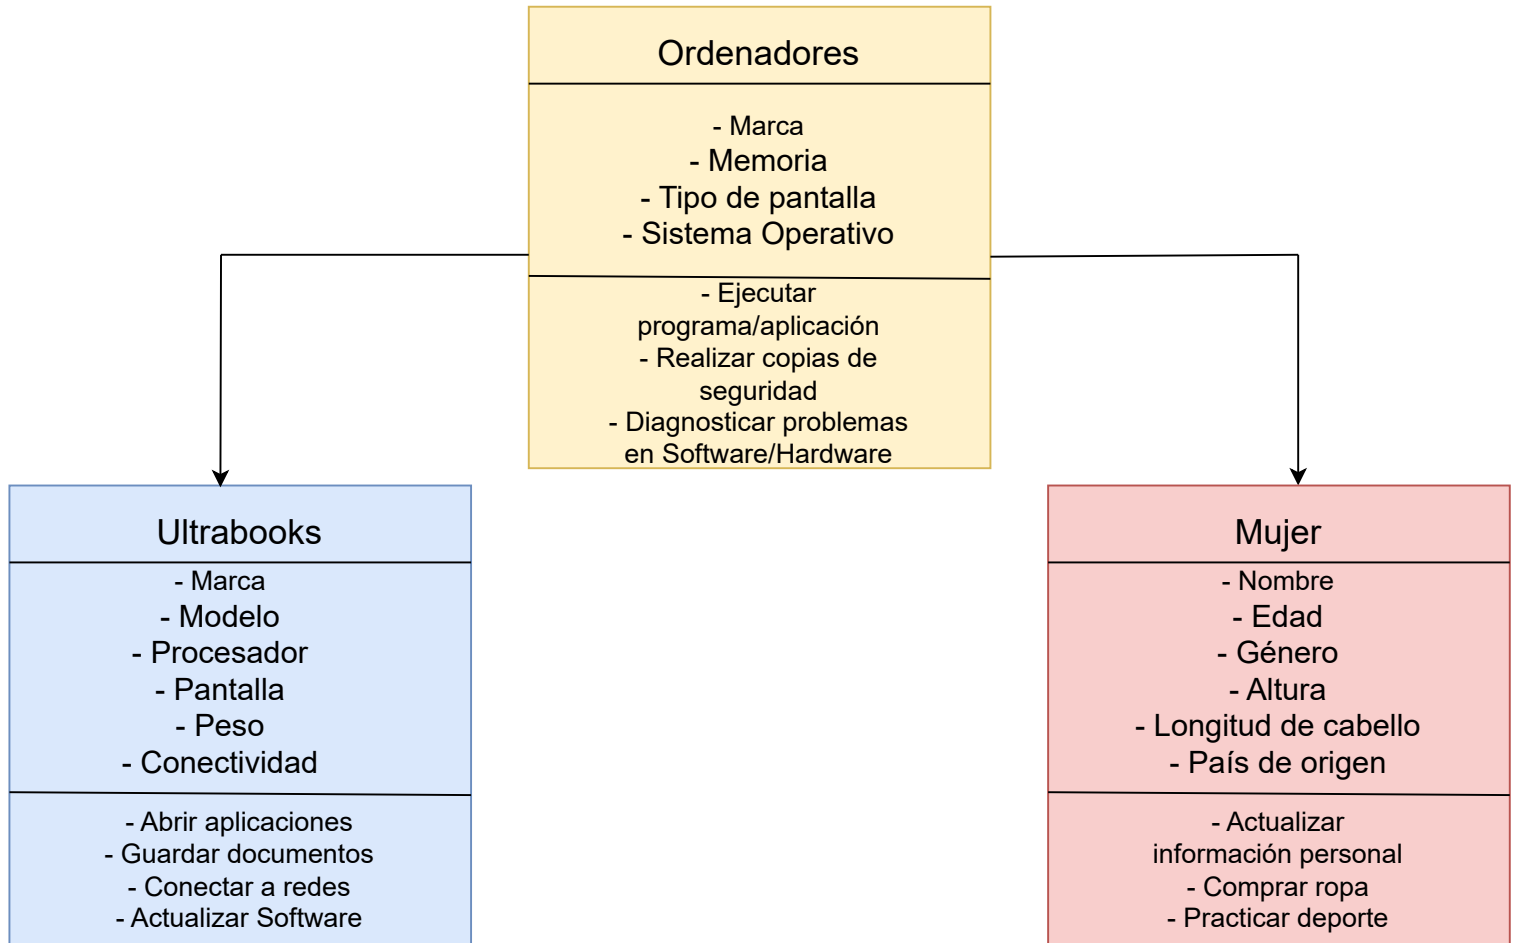 Ordenadores
- Marca
- Memoria
- Tipo de pantalla
- Sistema Operativo
- Ejecutar
programa/aplicación
- Realizar copias de
seguridad
- Diagnosticar problemas
en Software/Hardware
Ultrabooks
- Marca
- Modelo
- Procesador
- Pantalla
- Peso
- Conectividad
- Abrir aplicaciones
- Guardar documentos
- Conectar a redes
- Actualizar Software
Mujer
- Nombre
- Edad
- Género
- Altura
- Longitud de cabello
- País de origen
- Actualizar
información personal
- Comprar ropa
- Practicar deporte